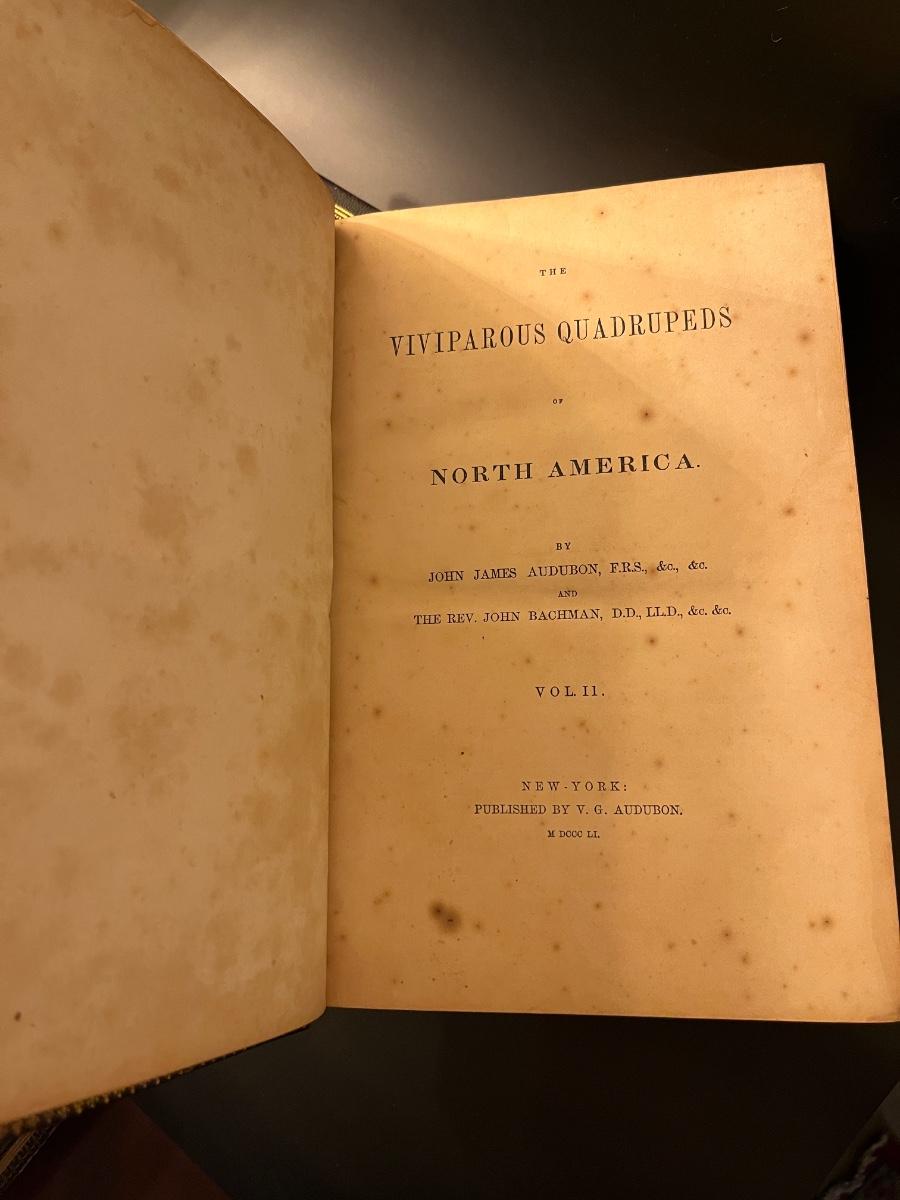 THE
VIVIPAROUS QUADRUPEDS
OF
NORTH AMERICA.
BY
JOHN JAMES AUDUBON, F.R.S., &c., &c.
AND
THE REV. JOHN BACHMAN, D.D., LL.D., &c. &c.
VOL. II.
NEW-YORK:
PUBLISHED BY V. G. AUDUBON.
M DCCC LI.